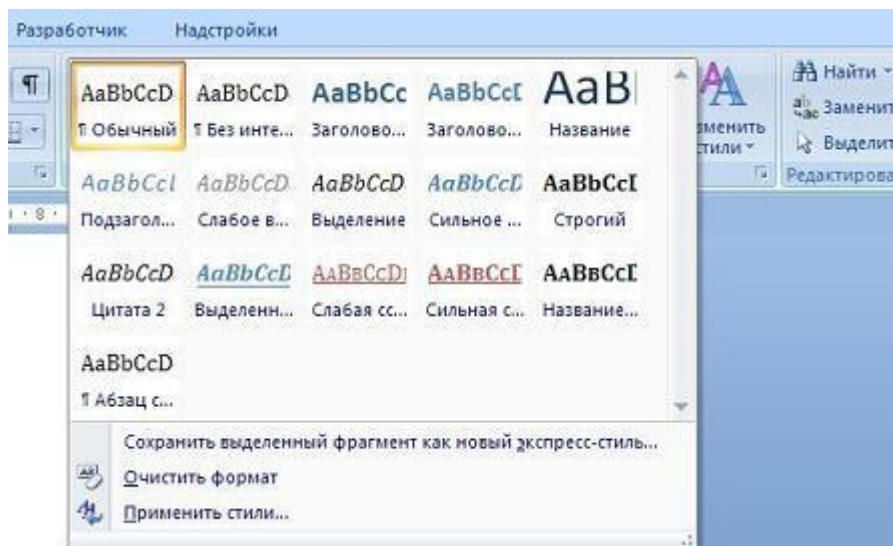 Разработчик Надстройки
¶ AaBbCcD AaBbCcD AaBbCc AaBbCcI AaB Найти
¶ Обычный ¶ Без инте... Заголово... Заголово... Название Заменит
менить
тили Выделит
AaBbCcI AaBbCcD AaBbCcD AaBbCcD AaBbCcI Редактирова
8
Подзагол... Слабое в... Выделение Сильное ... Строгий
AaBbCcD AaBbCcD AaBbCcDi AaBbCcI AaBbCcI
Цитата 2 Выделенн... Слабая сс... Сильная с... Название...
AaBbCcD
¶ Абзац с...
Сохранить выделенный фрагмент как новый экспресс-стиль...
Очистить формат
Применить стили...